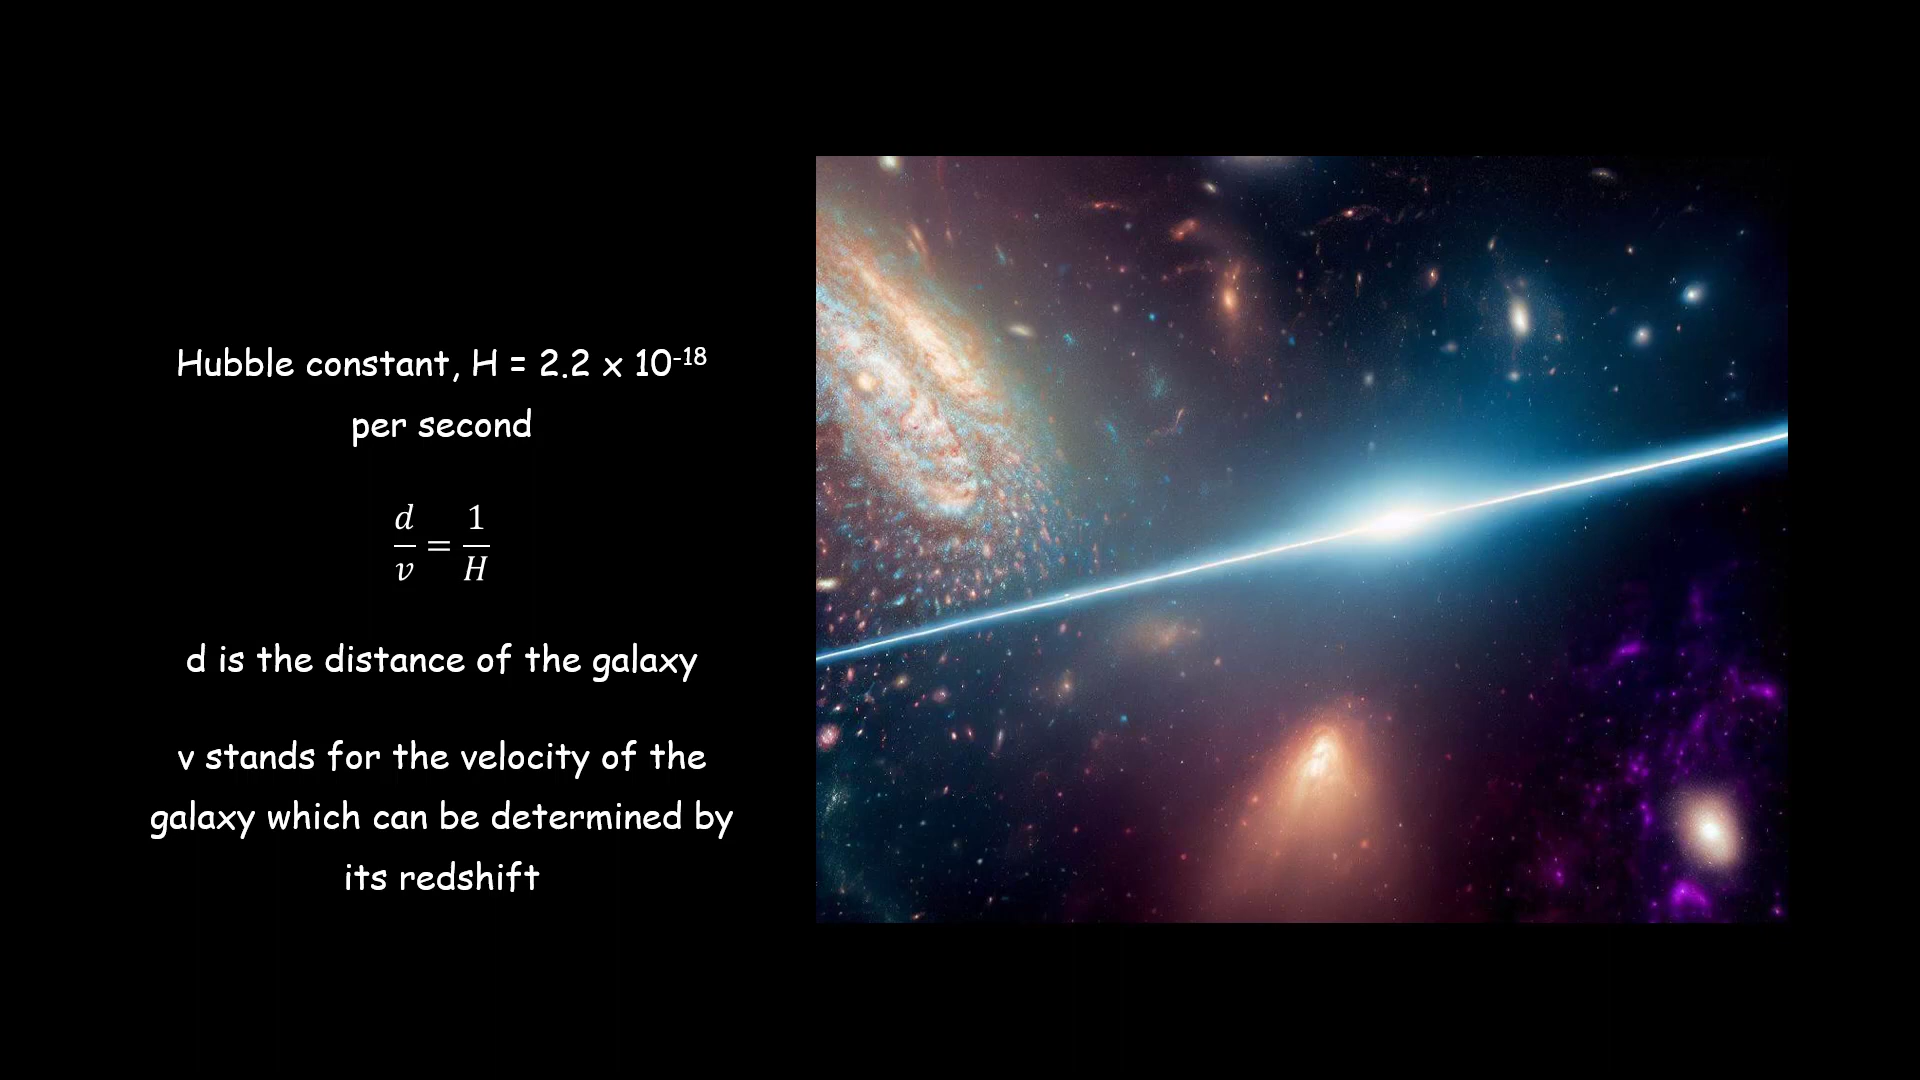 Hubble constant, H = 2.2 x 10⁻¹⁸
per second
d/v = 1/H
d is the distance of the galaxy
v stands for the velocity of the
galaxy which can be determined by
its redshift